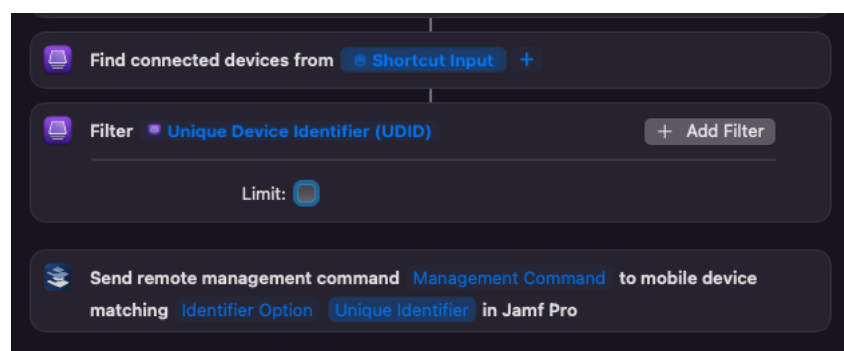 Find connected devices from Shortcut Input +
Filter Unique Device Identifier (UDID) + Add Filter
Limit:
Send remote management command Management Command to mobile device
matching Identifier Option Unique Identifier in Jamf Pro